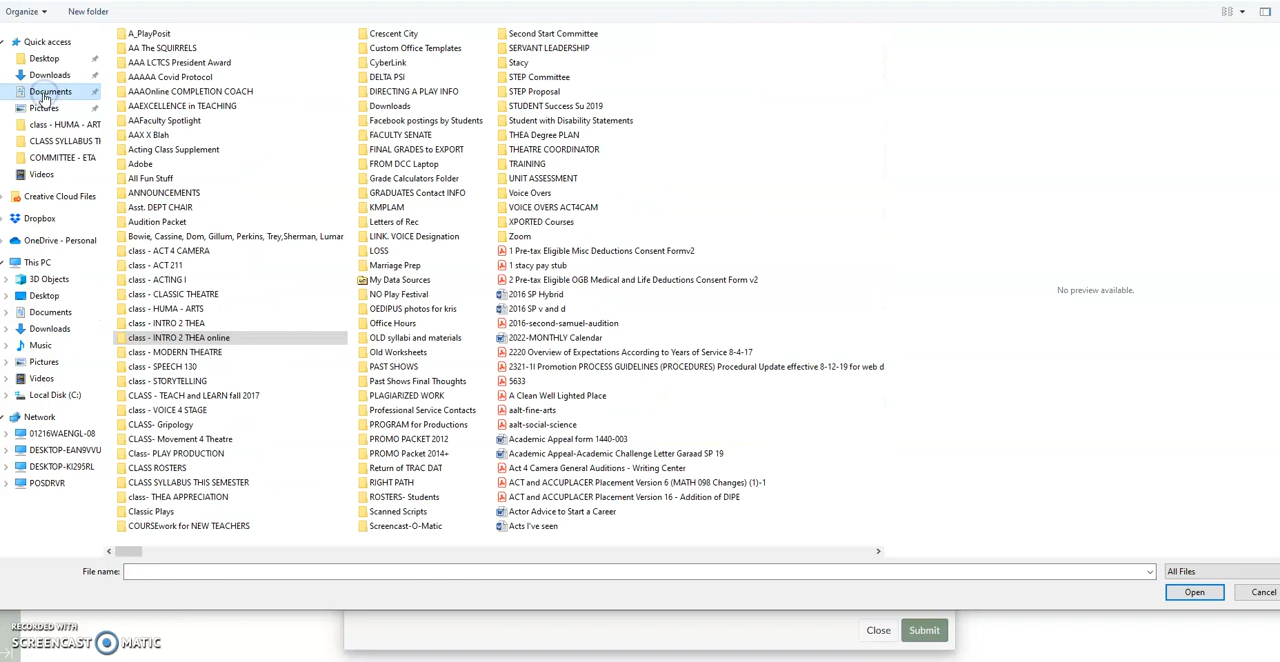 Organize
New folder
Quick access
Desktop
Downloads
Documents
Pictures
class - HUMA - ART
CLASS SYLLABUS TH
COMMITTEE - ETA
Videos
Creative Cloud Files
Dropbox
OneDrive - Personal
This PC
3D Objects
Desktop
Documents
Downloads
Music
Pictures
Videos
Local Disk (C:)
Network
01216WAENGL-08
DESKTOP-EAN9VVU
DESKTOP-KI295RL
POSDRVR
A_PlayPosit
AA The SQUIRRELS
AAA LCTCS President Award
AAAAA Covid Protocol
AAAOnline COMPLETION COACH
AAEXCELLENCE in TEACHING
AAFaculty Spotlight
AAX X Blah
Acting Class Supplement
Adobe
All Fun Stuff
ANNOUNCEMENTS
Asst. DEPT CHAIR
Audition Packet
Bowie, Cassine, Dom, Gillum, Perkins, Trey,Sherman, Lumar
class - ACT 4 CAMERA
class - ACT 211
class - ACTING I
class - CLASSIC THEATRE
class - HUMA - ARTS
class - INTRO 2 THEA
class - INTRO 2 THEA online
class - MODERN THEATRE
class - SPEECH 130
class - STORYTELLING
CLASS - TEACH and LEARN fall 2017
class - VOICE 4 STAGE
CLASS- Gripology
CLASS- Movement 4 Theatre
Class- PLAY PRODUCTION
CLASS ROSTERS
CLASS SYLLABUS THIS SEMESTER
class- THEA APPRECIATION
Classic Plays
COURSEwork for NEW TEACHERS
Crescent City
Custom Office Templates
CyberLink
DELTA PSI
DIRECTING A PLAY INFO
Downloads
Facebook postings by Students
FACULTY SENATE
FINAL GRADES to EXPORT
FROM DCC Laptop
Grade Calculators Folder
GRADUATES Contact INFO
KMPLAM
Letters of Rec
LINK. VOICE Designation
LOSS
Marriage Prep
My Data Sources
NO Play Festival
OEDIPUS photos for kris
Office Hours
OLD syllabi and materials
Old Worksheets
PAST SHOWS
Past Shows Final Thoughts
PLAGIARIZED WORK
Professional Service Contacts
PROGRAM for Productions
PROMO PACKET 2012
PROMO Packet 2014+
Return of TRAC DAT
RIGHT PATH
ROSTERS- Students
Scanned Scripts
Screencast-O-Matic
Second Start Committee
SERVANT LEADERSHIP
Stacy
STEP Committee
STEP Proposal
STUDENT Success Su 2019
Student with Disability Statements
THEA Degree PLAN
THEATRE COORDINATOR
TRAINING
UNIT ASSESSMENT
Voice Overs
VOICE OVERS ACT4CAM
XPORTED Courses
Zoom
1 Pre-tax Eligible Misc Deductions Consent Formv2
1 stacy pay stub
2 Pre-tax Eligible OGB Medical and Life Deductions Consent Form v2
2016 SP Hybrid
2016 SP v and d
2016-second-samuel-audition
2022-MONTHLY Calendar
2220 Overview of Expectations According to Years of Service 8-4-17
2321-1I Promotion PROCESS GUIDELINES (PROCEDURES) Procedural Update effective 8-12-19 for web d
5633
A Clean Well Lighted Place
aalt-fine-arts
aalt-social-science
Academic Appeal form 1440-003
Academic Appeal-Academic Challenge Letter Garaad SP 19
Act 4 Camera General Auditions - Writing Center
ACT and ACCUPLACER Placement Version 6 (MATH 098 Changes) (1)-1
ACT and ACCUPLACER Placement Version 16 - Addition of DIPE
Actor Advice to Start a Career
Acts I've seen
No preview available.
File name:
All Files
Open
Cancel
Close
Submit
RECORDED WITH
SCREENCAST MATIC